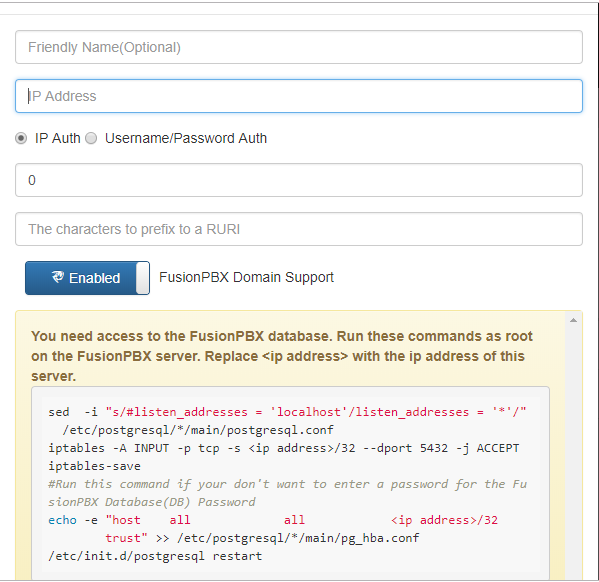 Friendly Name(Optional)
IP Address
IP Auth Username/Password Auth
0
The characters to prefix to a RURI
Enabled FusionPBX Domain Support
You need access to the FusionPBX database. Run these commands as root
on the FusionPBX server. Replace <ip address> with the ip address of this
server.
sed  -i "s/#listen_addresses = 'localhost'/listen_addresses = '*'/"
/etc/postgresql/*/main/postgresql.conf
iptables -A INPUT -p tcp -s <ip address>/32 --dport 5432 -j ACCEPT
iptables-save
#Run this command if your don't want to enter a password for the Fu
sionPBX Database(DB) Password
echo -e "host    all             all            <ip address>/32
trust" >> /etc/postgresql/*/main/pg_hba.conf
/etc/init.d/postgresql restart